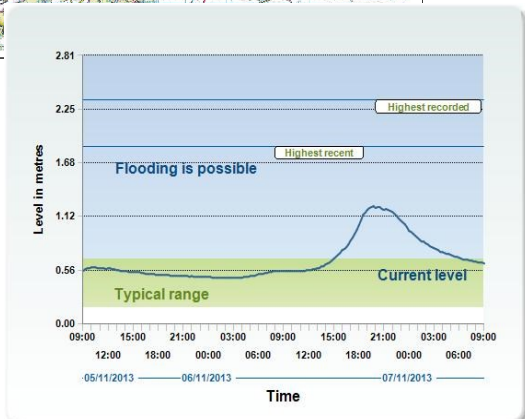 2.81
2.25
Highest recorded
Highest recent
1.68
Flooding is possible
Level in metres
1.12
0.56
Current level
Typical range
0.00
09:00 15:00 21:00 03:00 09:00 15:00 21:00 03:00 09:00
12:00 18:00 00:00 06:00 12:00 18:00 00:00 06:00
05/11/2013 06/11/2013 07/11/2013
Time